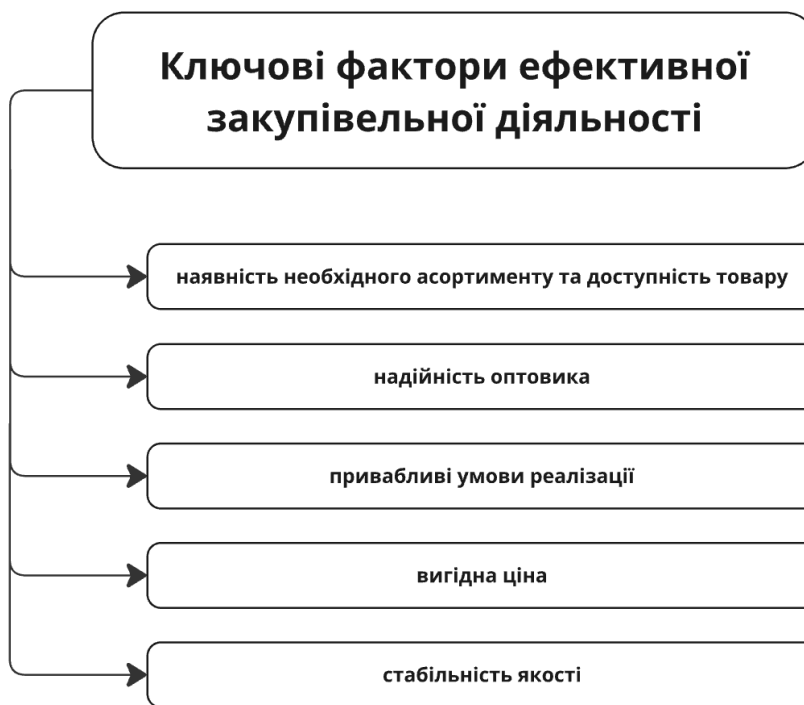 Ключові фактори ефективної
закупівельної діяльності
наявність необхідного асортименту та доступність товару
надійність оптовика
привабливі умови реалізації
вигідна ціна
стабільність якості